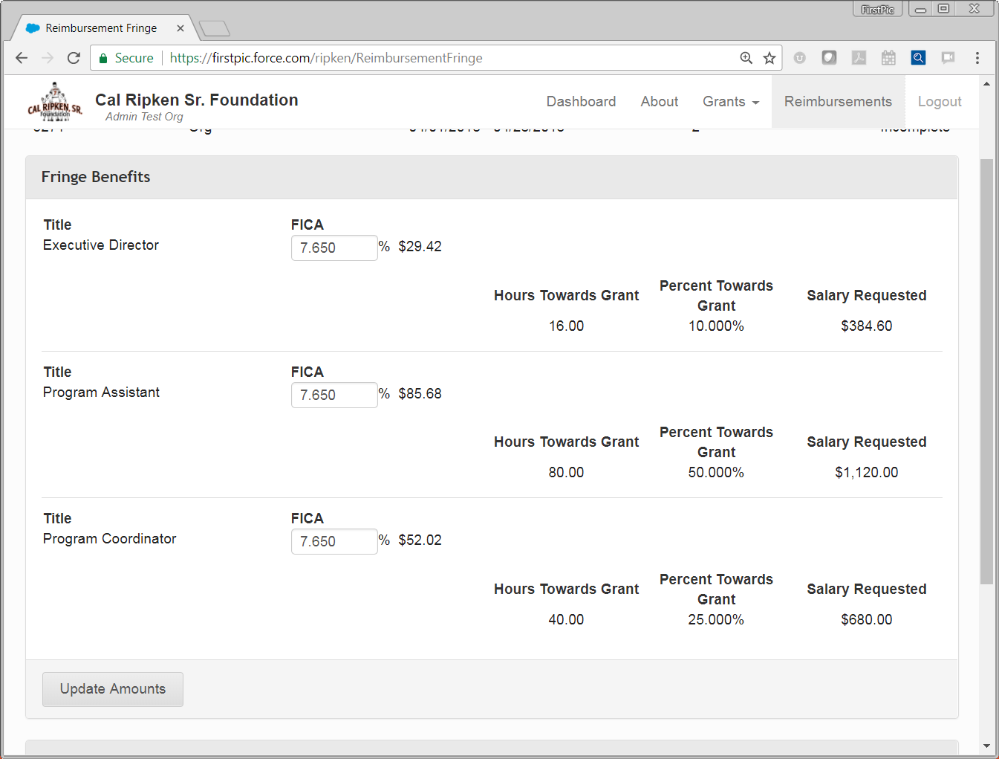 FirstPic
Reimbursement Fringe
Secure https://firstpic.force.com/ripken/ReimbursementFringe
CAL RIPKEN, SR.
Foundation
Cal Ripken Sr. Foundation
Admin Test Org
Dashboard About Grants Reimbursements Logout
Org 2 Incomplete
Fringe Benefits
Title FICA
Executive Director 7.650 % $29.42
Hours Towards Grant Percent Towards Grant Salary Requested
16.00 10.000% $384.60
Title FICA
Program Assistant 7.650 % $85.68
Hours Towards Grant Percent Towards Grant Salary Requested
80.00 50.000% $1,120.00
Title FICA
Program Coordinator 7.650 % $52.02
Hours Towards Grant Percent Towards Grant Salary Requested
40.00 25.000% $680.00
Update Amounts